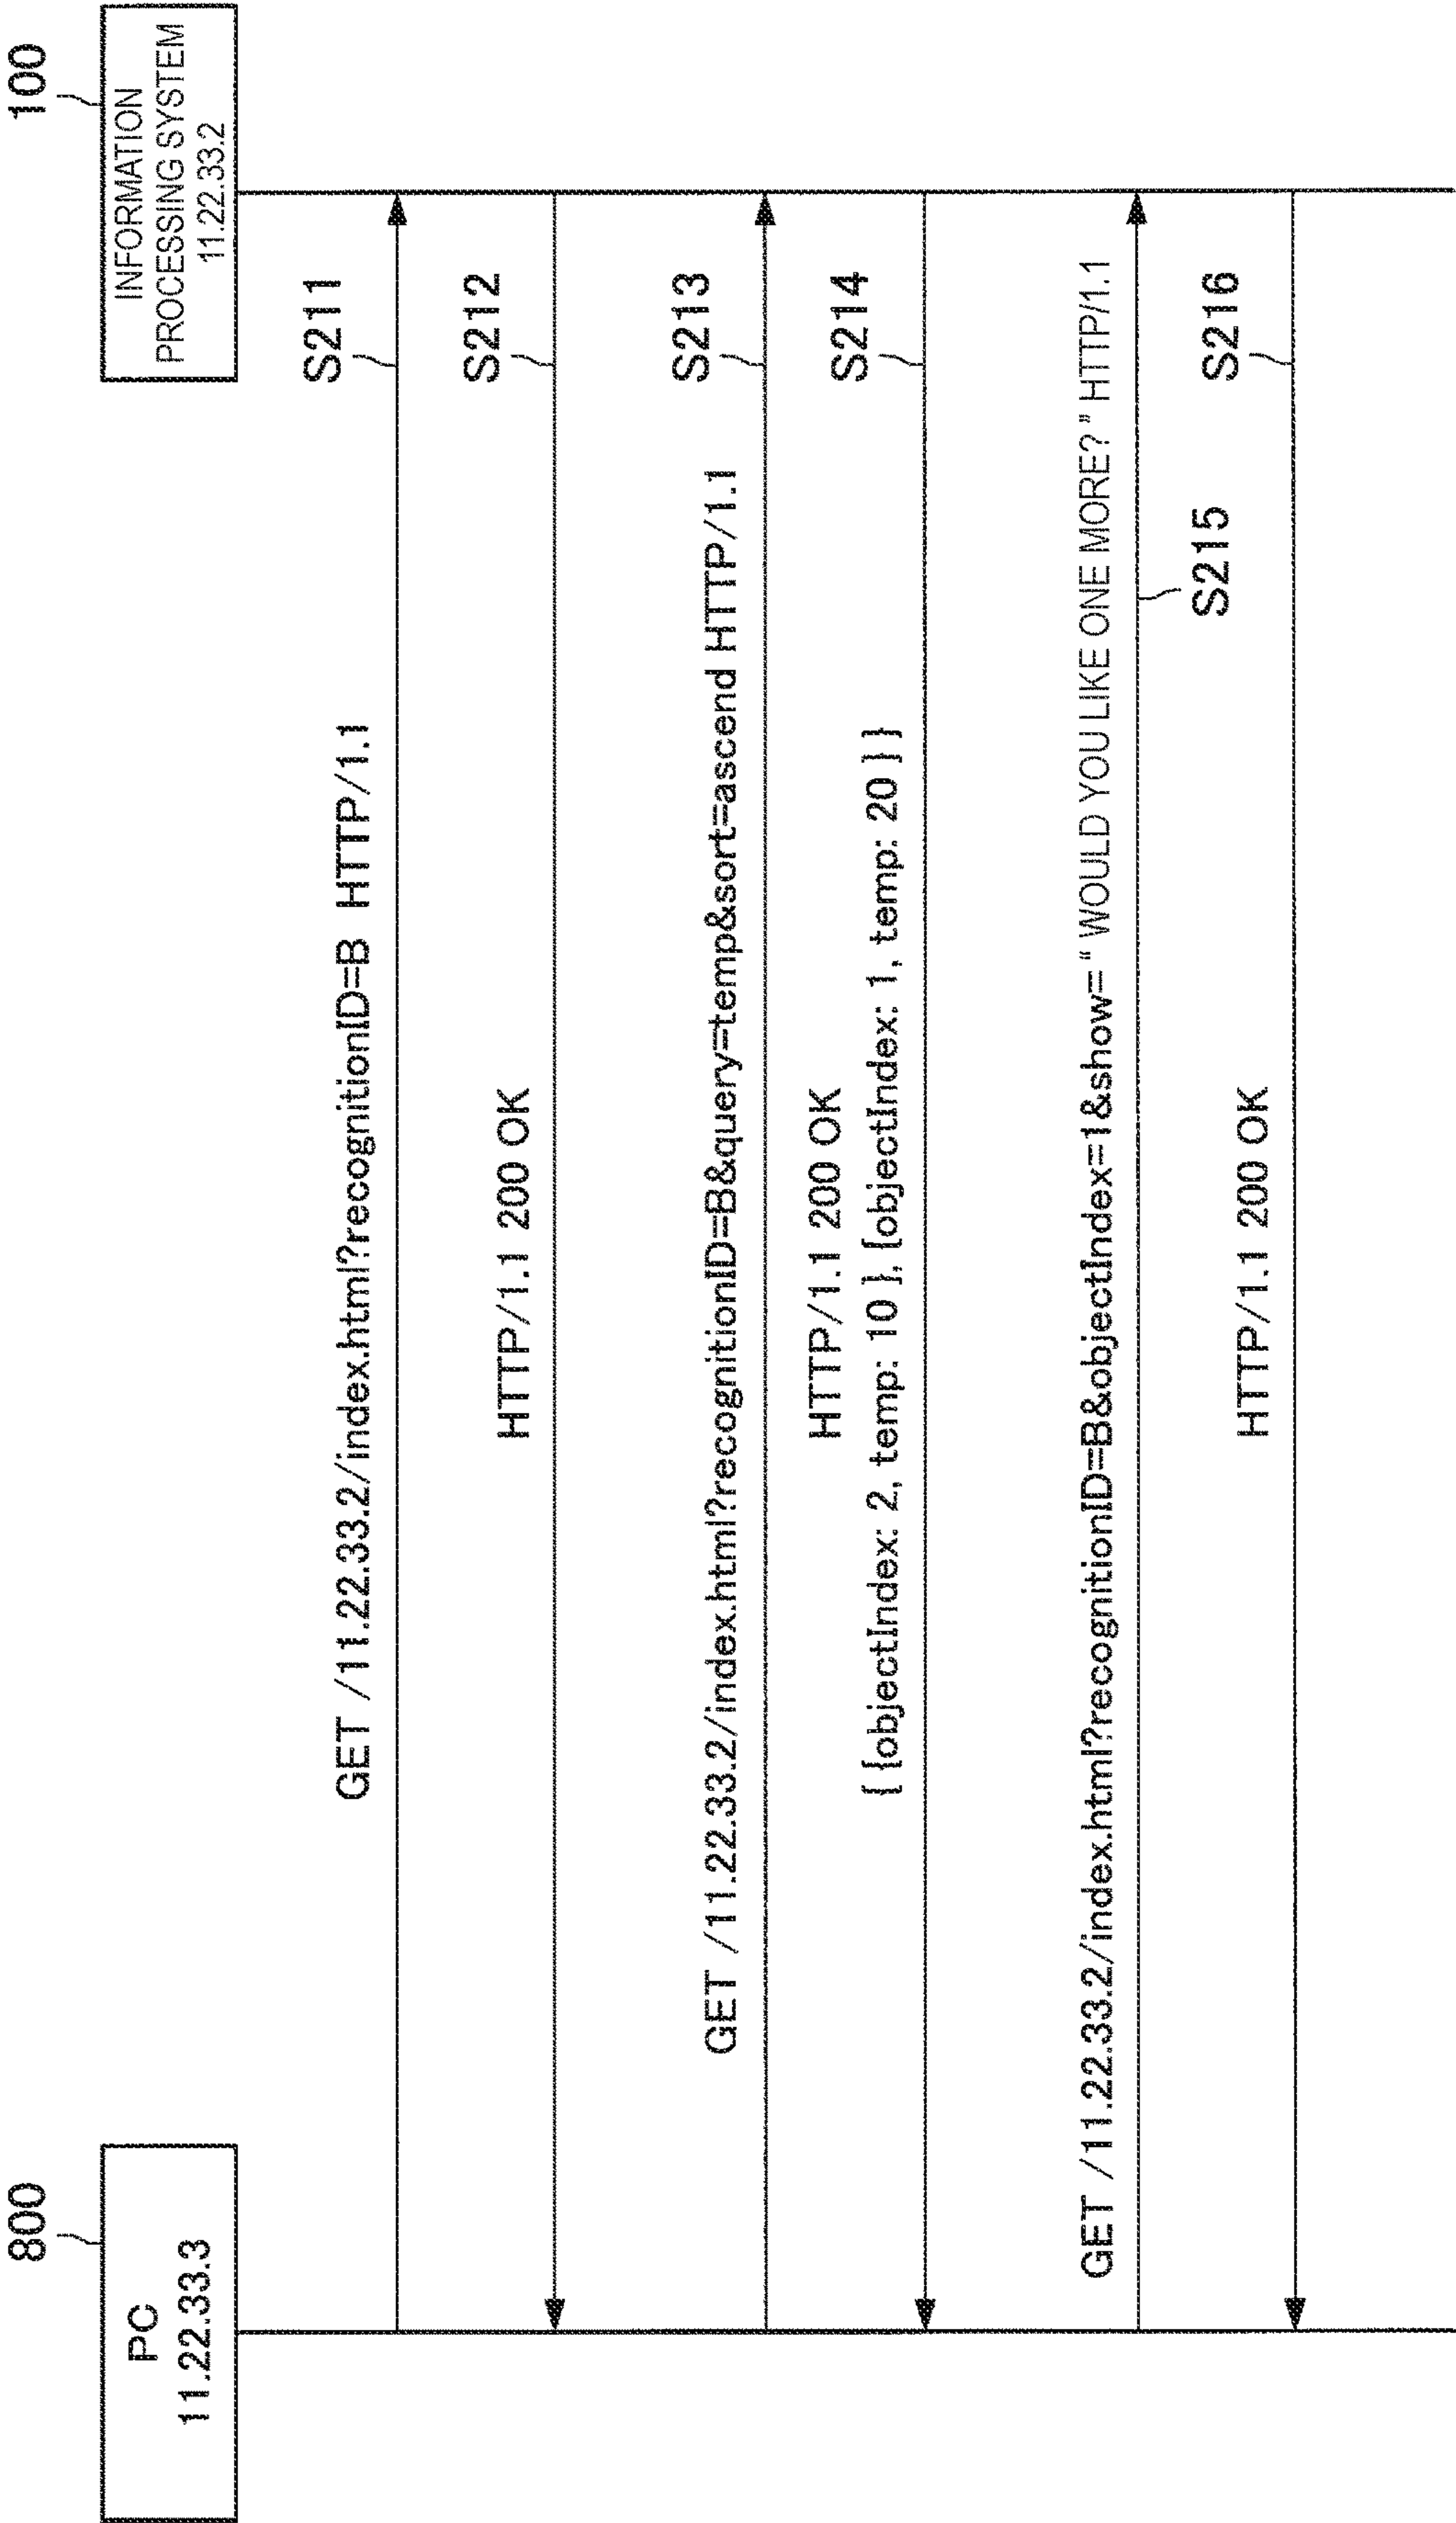 800
PC
11.22.33.3
100
INFORMATION
PROCESSING SYSTEM
11.22.33.2
GET /11.22.33.2/index.html?recognitionID=B HTTP/1.1
S211
HTTP/1.1 200 OK
S212
GET /11.22.33.2/index.html?recognitionID=B&query=temp&sort=ascend HTTP/1.1
S213
HTTP/1.1 200 OK
{ {objectIndex: 2, temp: 10 }, {objectIndex: 1, temp: 20 } }
S214
GET /11.22.33.2/index.html?recognitionID=B&objectIndex=1&show=“ WOULD YOU LIKE ONE MORE? ” HTTP/1.1
S215
HTTP/1.1 200 OK
S216